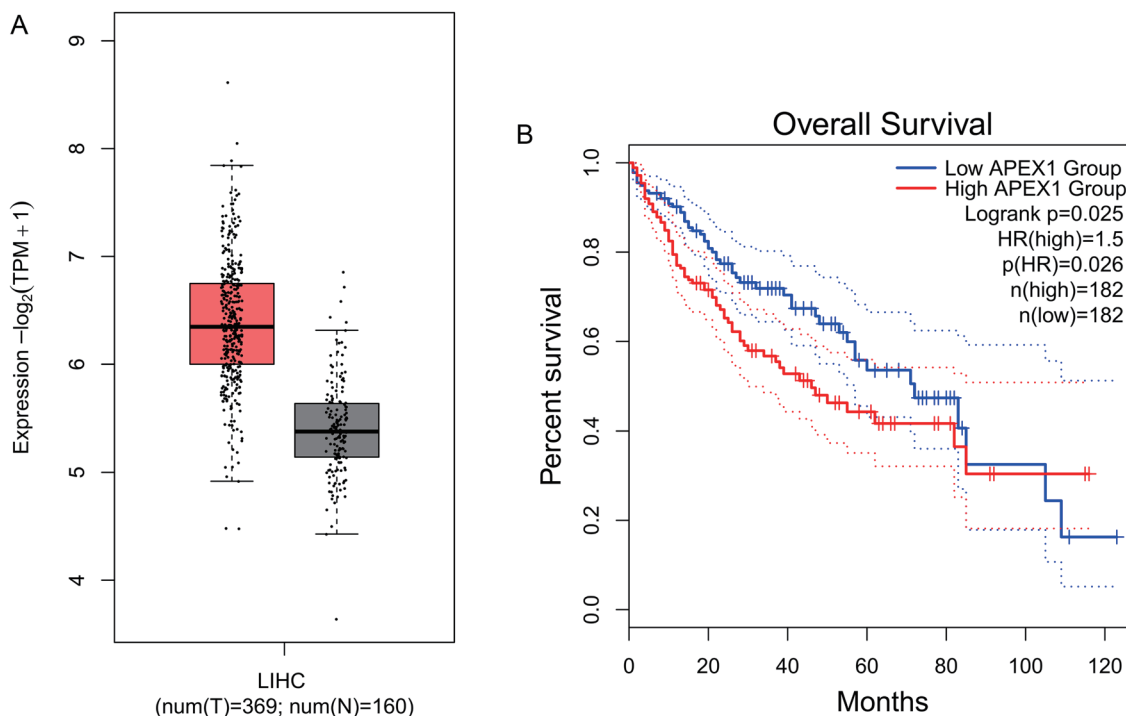 A
Expression −log₂(TPM + 1)
9
8
7
6
5
4
LIHC
(num(T)=369; num(N)=160)
B
Overall Survival
Low APEX1 Group
High APEX1 Group
Logrank p=0.025
HR(high)=1.5
p(HR)=0.026
n(high)=182
n(low)=182
Percent survival
1.0
0.8
0.6
0.4
0.2
0.0
0 20 40 60 80 100 120
Months